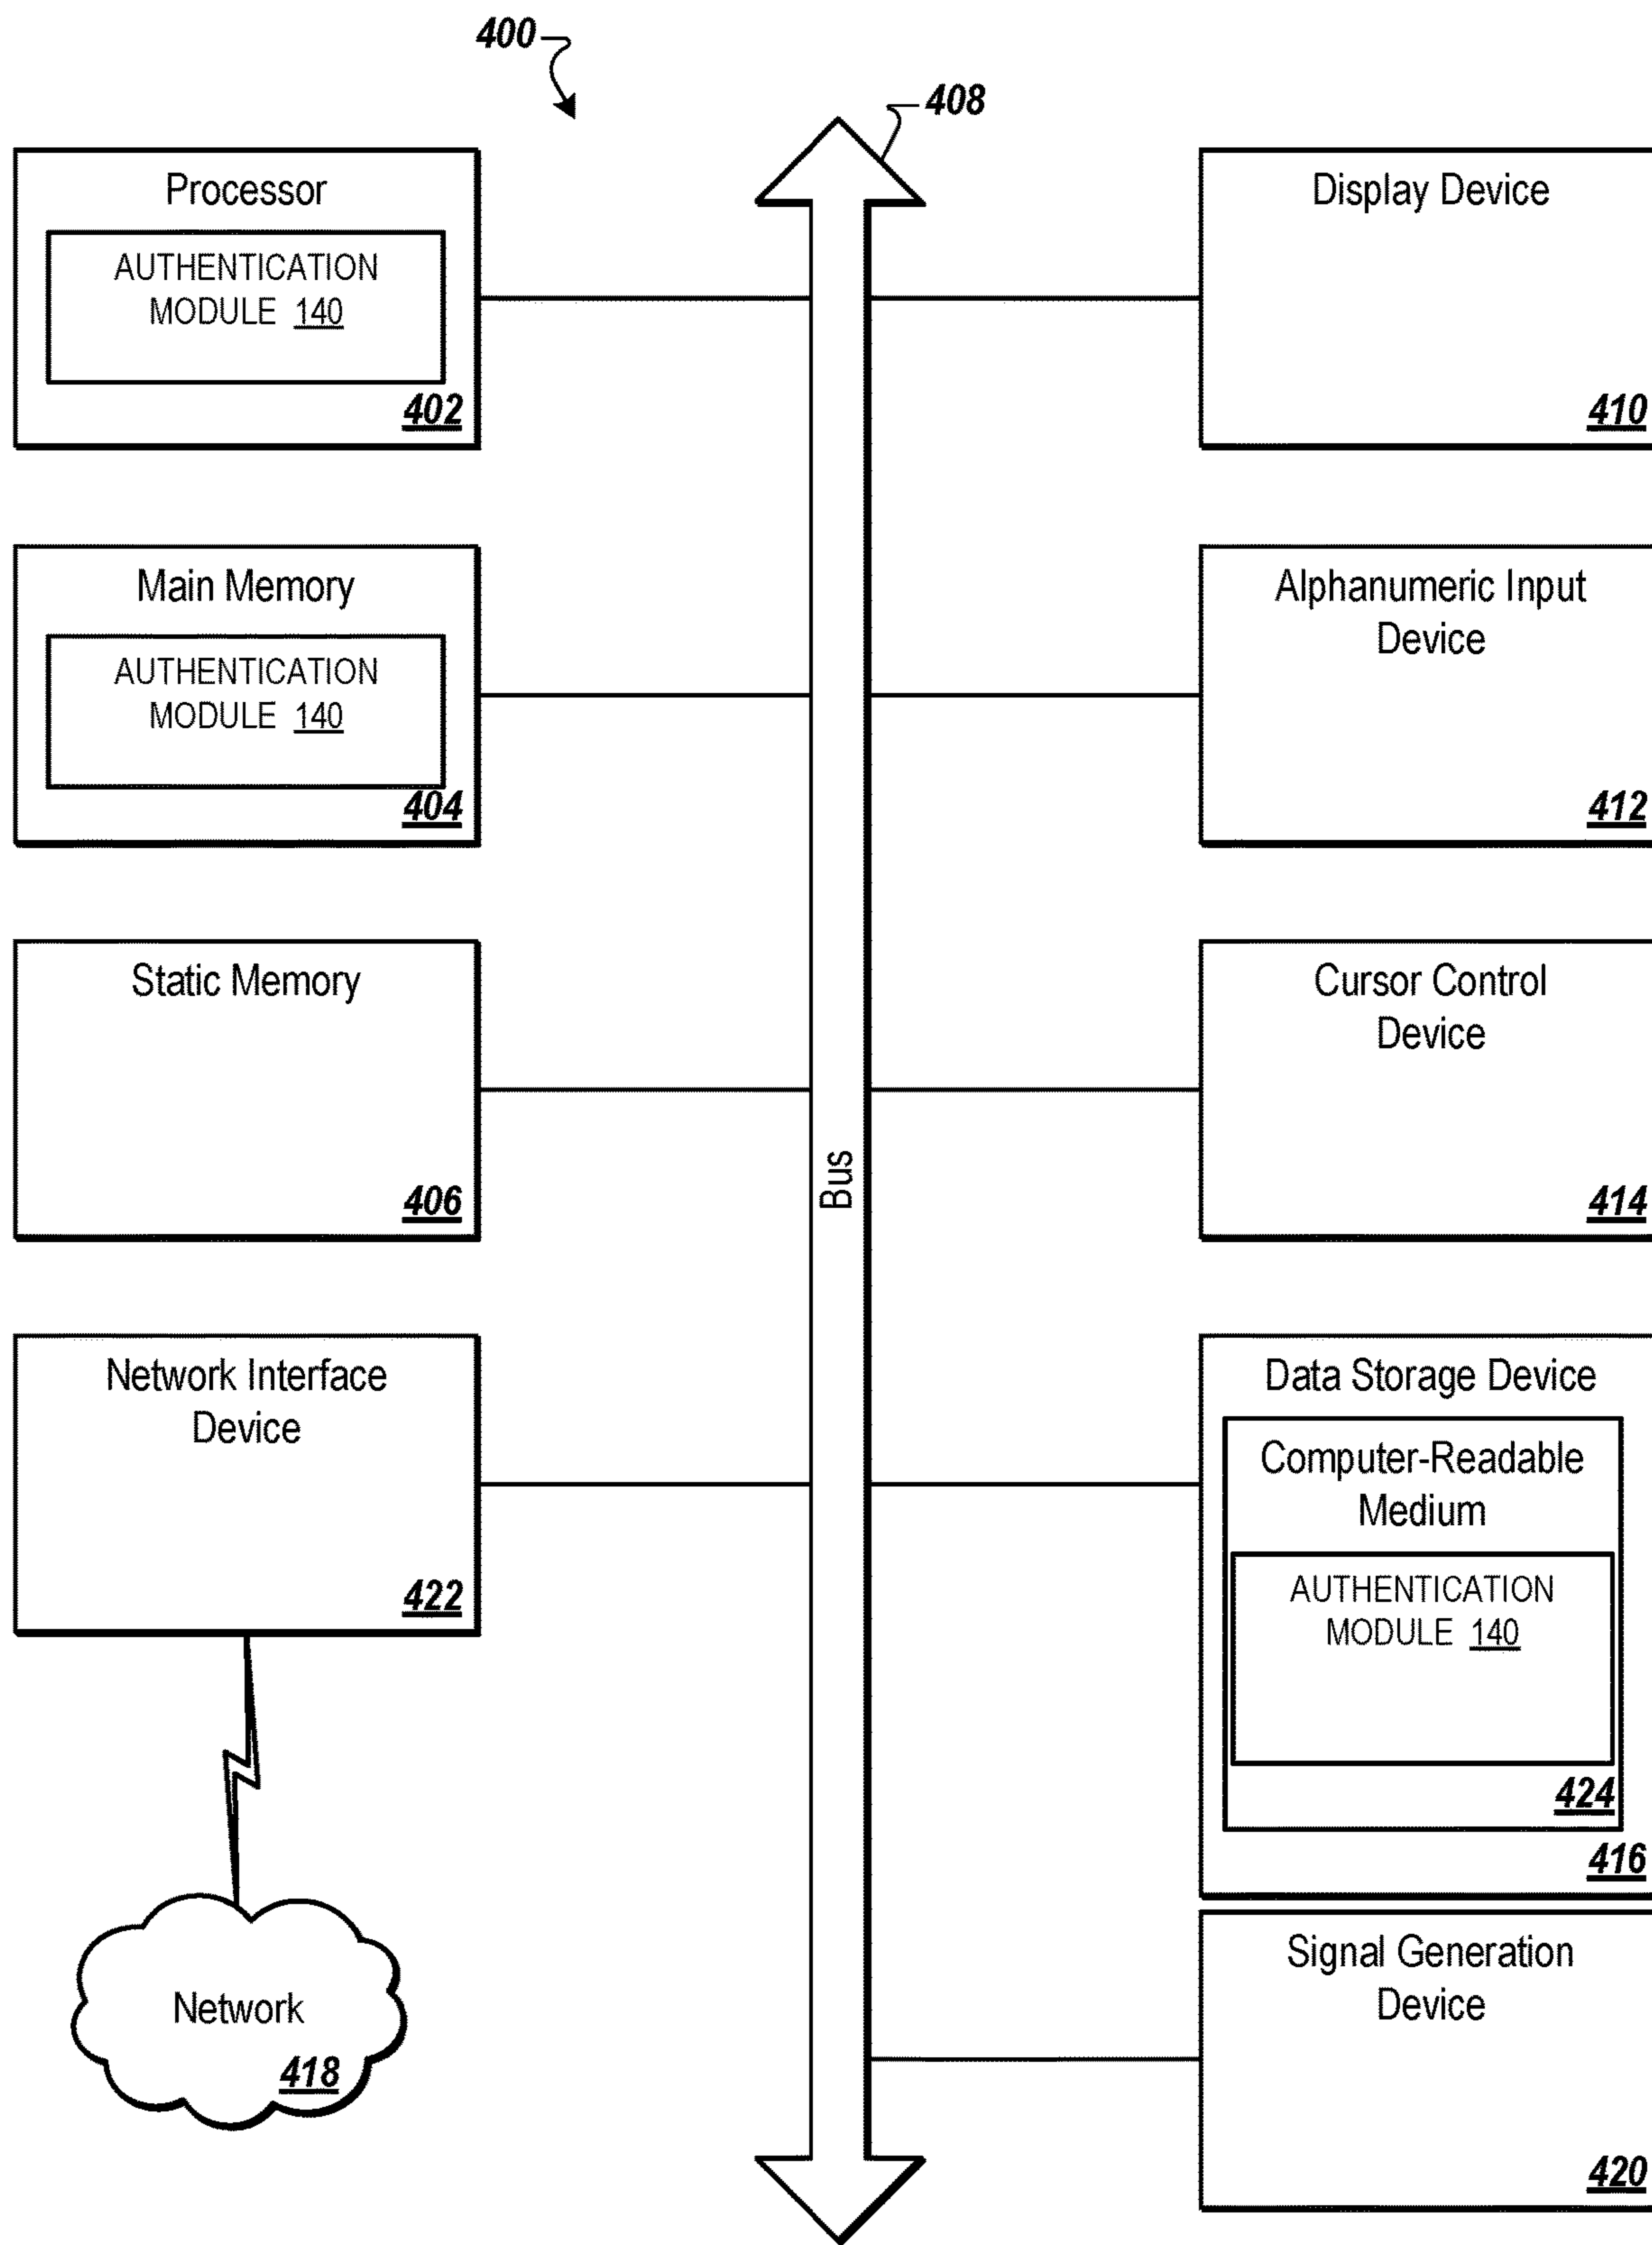 400
408
Processor
AUTHENTICATION
MODULE 140
402
Display Device
410
Main Memory
AUTHENTICATION
MODULE 140
404
Alphanumeric Input
Device
412
Static Memory
406
Cursor Control
Device
414
Bus
Network Interface
Device
422
Data Storage Device
Computer-Readable
Medium
AUTHENTICATION
MODULE 140
424
416
Network
418
Signal Generation
Device
420